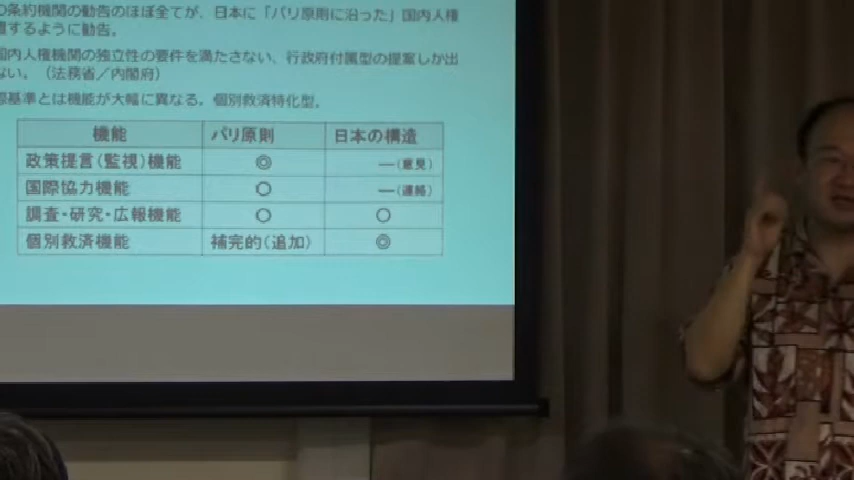 条約機関の勧告のほぼ全てが、日本に「パリ原則に沿った」国内人権
置するように勧告。
国内人権機関の独立性の要件を満たさない、行政府付属型の提案しか出
ない。（法務省／内閣府）
基準とは機能が大幅に異なる。個別救済特化型。
機能 パリ原則 日本の構造
政策提言（監視）機能 ◎ ―（意見）
国際協力機能 ○ ―（連絡）
調査・研究・広報機能 ○ ○
個別救済機能 補完的（追加） ◎